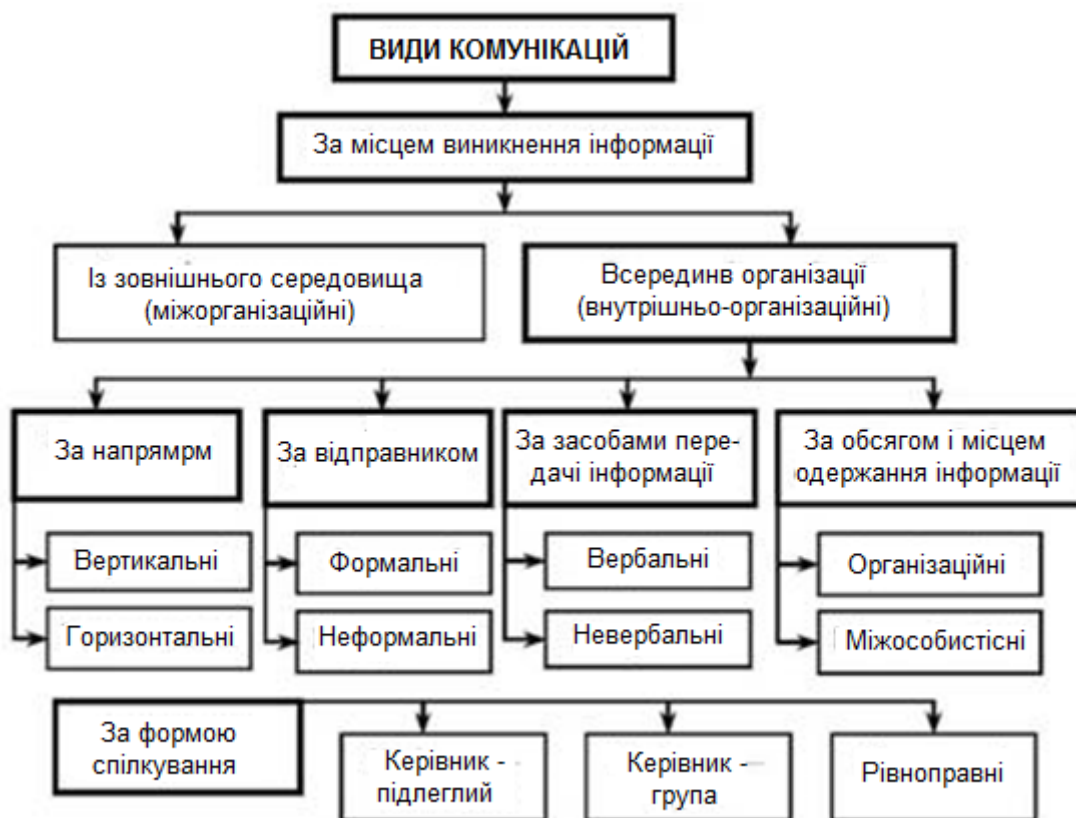 ВИДИ КОМУНІКАЦІЙ
За місцем виникнення інформації
Із зовнішнього середовища
(міжорганізаційні)
Всерединв організації
(внутрішньо-організаційні)
За напрямрм
За відправником
За засобами пере-
дачі інформації
За обсягом і місцем
одержання інформації
Вертикальні
Формальні
Вербальні
Організаційні
Горизонтальні
Неформальні
Невербальні
Міжособистісні
За формою
спілкування
Керівник -
підлеглий
Керівник -
група
Рівноправні